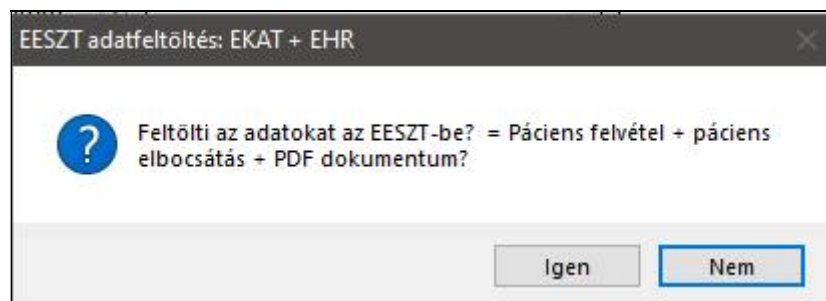 EESZT adatfeltöltés: EKAT + EHR
Feltölti az adatokat az EESZT-be?  = Páciens felvétel + páciens
elbocsátás + PDF dokumentum?
Igen
Nem